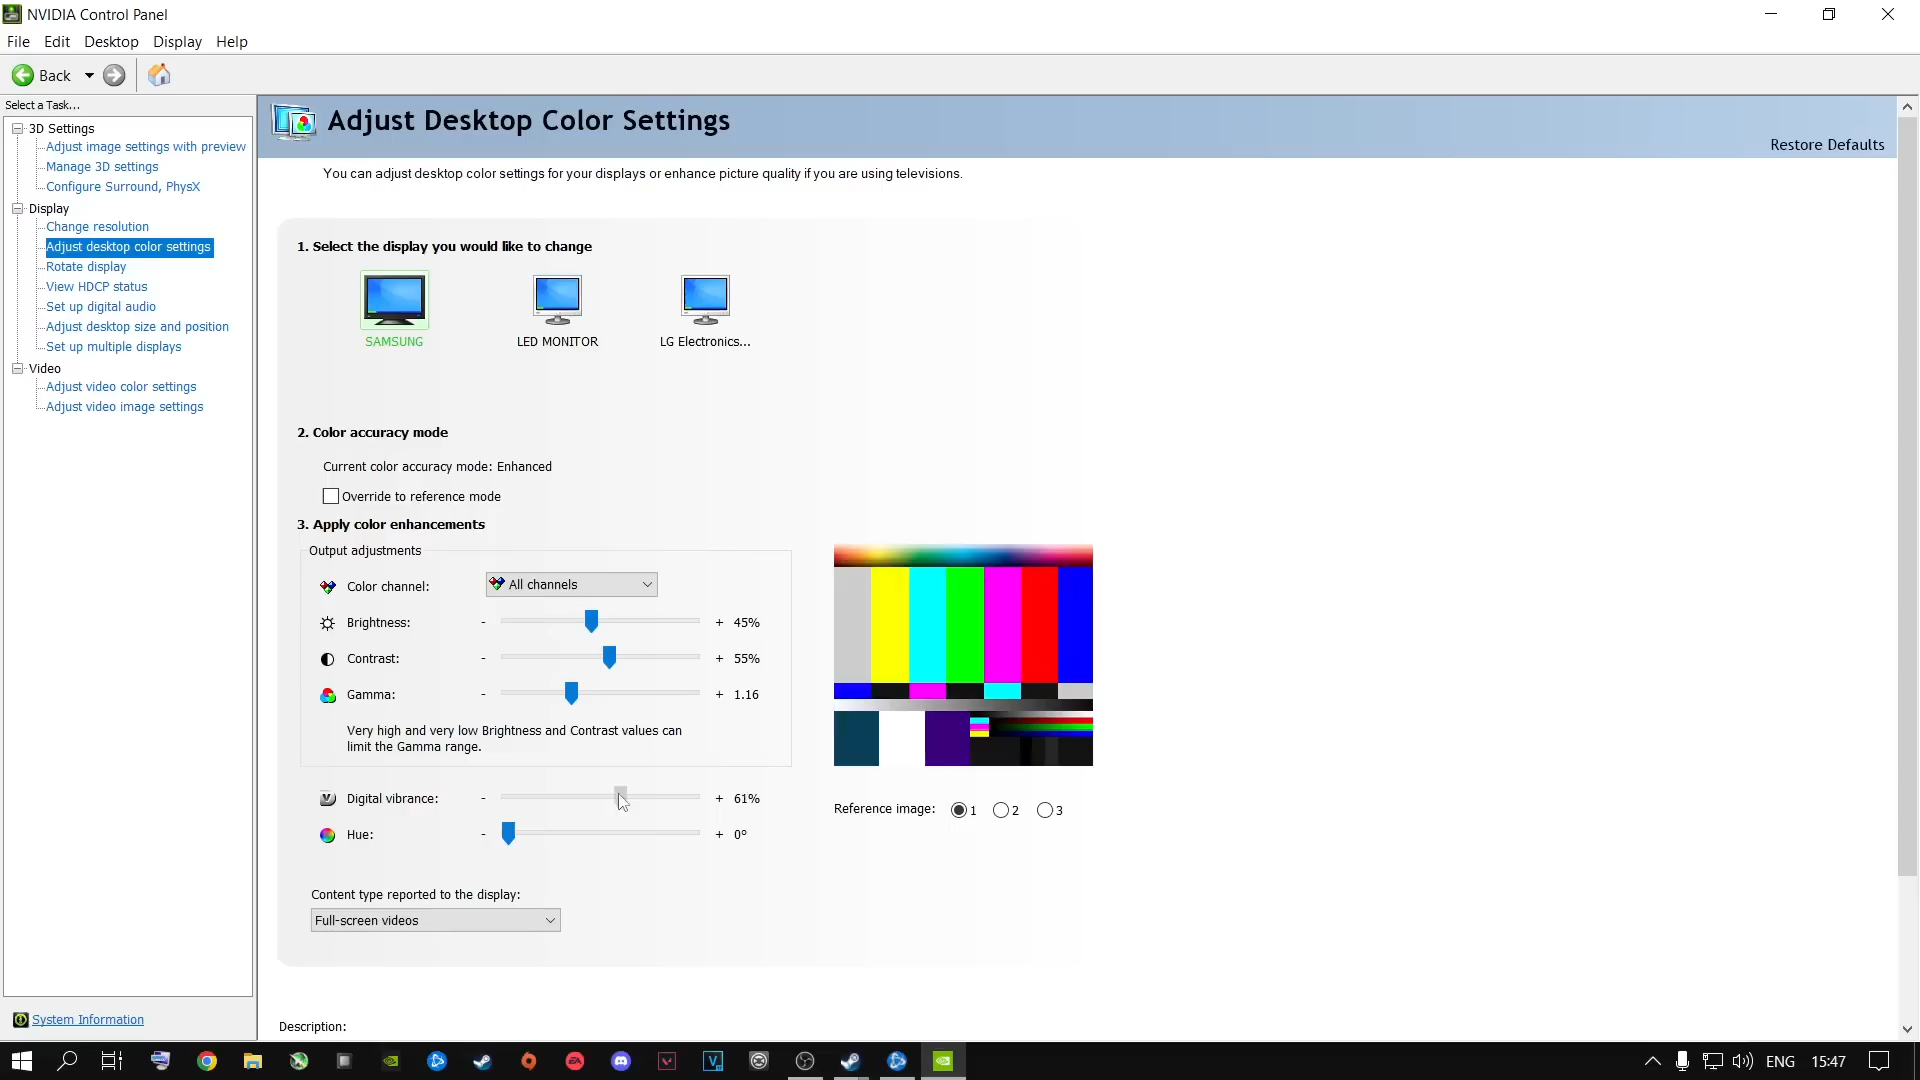 NVIDIA Control Panel
File Edit Desktop Display Help
Back
Select a Task...
3D Settings
Adjust image settings with preview
Manage 3D settings
Configure Surround, PhysX
Display
Change resolution
Adjust desktop color settings
Rotate display
View HDCP status
Set up digital audio
Adjust desktop size and position
Set up multiple displays
Video
Adjust video color settings
Adjust video image settings
System Information
Adjust Desktop Color Settings
Restore Defaults
You can adjust desktop color settings for your displays or enhance picture quality if you are using televisions.
1. Select the display you would like to change
SAMSUNG LED MONITOR LG Electronics...
2. Color accuracy mode
Current color accuracy mode: Enhanced
Override to reference mode
3. Apply color enhancements
Output adjustments
Color channel: All channels
Brightness: - + 45%
Contrast: - + 55%
Gamma: - + 1.16
Very high and very low Brightness and Contrast values can
limit the Gamma range.
Digital vibrance: - + 61%
Hue: - + 0°
Reference image: 1 2 3
Content type reported to the display:
Full-screen videos
Description:
ENG 15:47